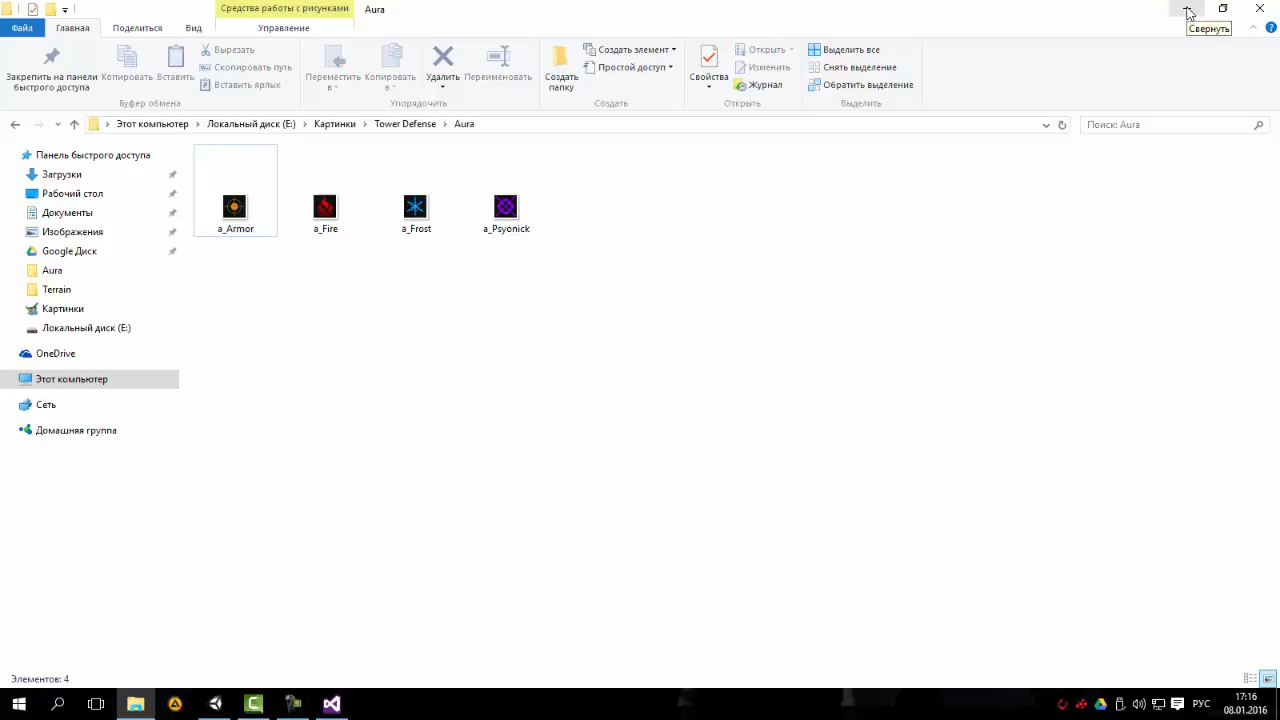 Средства работы с рисунками
Aura
Свернуть
Файл
Главная
Поделиться
Вид
Управление
Закрепить на панели
быстрого доступа
Копировать
Вставить
Вырезать
Скопировать путь
Вставить ярлык
Буфер обмена
Переместить
в
Копировать
в
Удалить
Переименовать
Упорядочить
Создать
папку
Создать элемент
Простой доступ
Создать
Свойства
Открыть
Изменить
Журнал
Открыть
Выделить все
Снять выделение
Обратить выделение
Выделить
Этот компьютер
Локальный диск (E:)
Картинки
Tower Defense
Aura
Поиск: Aura
Панель быстрого доступа
Загрузки
Рабочий стол
Документы
Изображения
Google Диск
Aura
Terrain
Картинки
Локальный диск (E:)
OneDrive
Этот компьютер
Сеть
Домашняя группа
a_Armor
a_Fire
a_Frost
a_Psyonick
Элементов: 4
РУС
17:16
08.01.2016